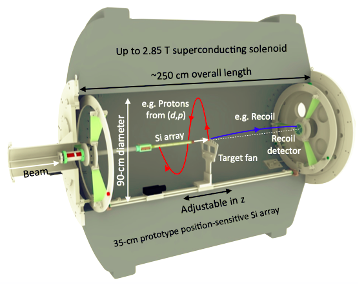 Up to 2.85 T superconducting solenoid
~250 cm overall length
e.g. Protons
from (d,p)
Si array
e.g. Recoil
Recoil
detector
Target fan
90-cm diameter
Beam
Adjustable in z
35-cm prototype position-sensitive Si array